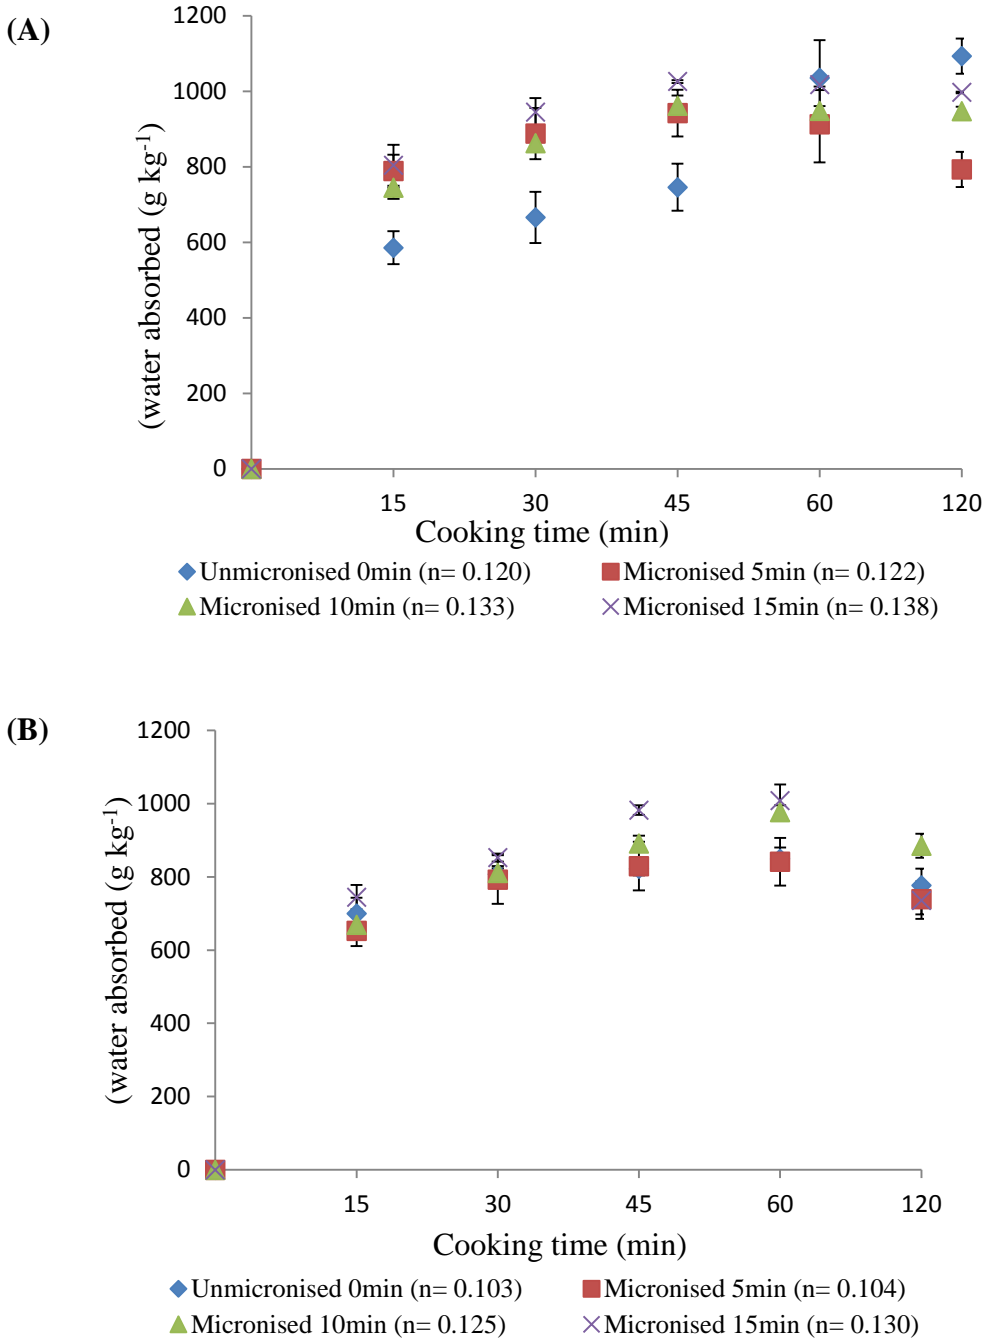 (A)
1200
1000
800
600
400
200
0
(water absorbed (g kg-1)
15 30 45 60 120
Cooking time (min)
Unmicronised 0min (n= 0.120) Micronised 5min (n= 0.122)
Micronised 10min (n= 0.133) Micronised 15min (n= 0.138)
(B)
1200
1000
800
600
400
200
0
(water absorbed (g kg-1)
15 30 45 60 120
Cooking time (min)
Unmicronised 0min (n= 0.103) Micronised 5min (n= 0.104)
Micronised 10min (n= 0.125) Micronised 15min (n= 0.130)